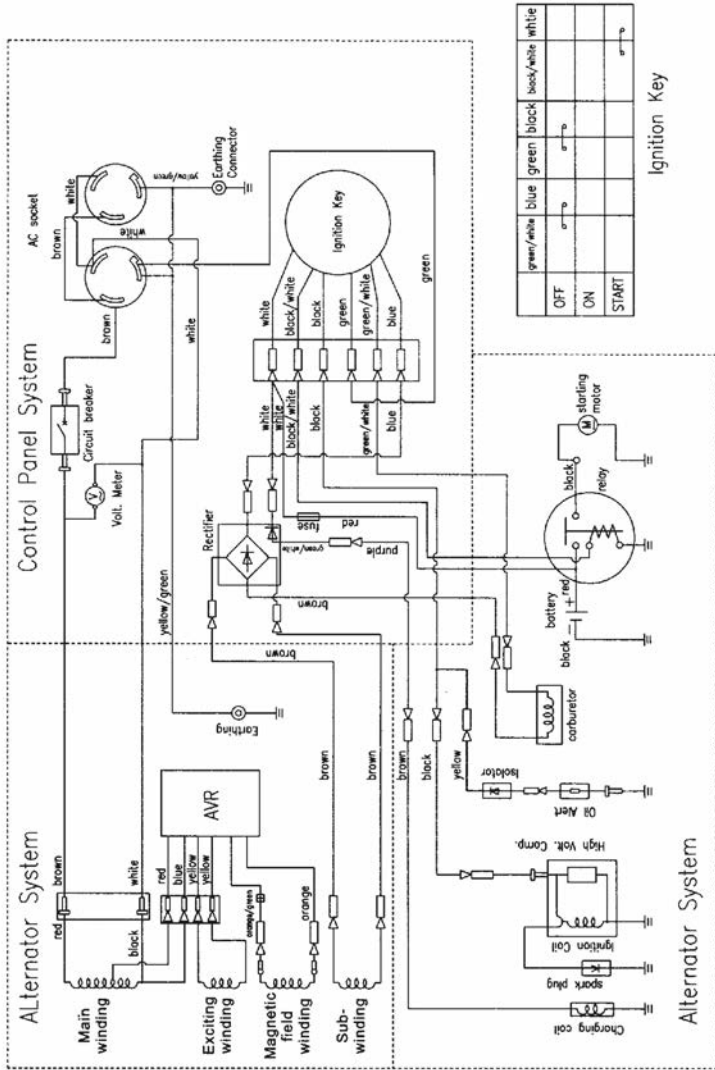 ALternator System
Control Panel System
Main
winding
red
black
brown
white
Exciting
winding
red
blue
yellow
yellow
AVR
Magnetic
field
winding
orange/green
orange
Sub-
winding
brown
brown
Earthing
yellow/green
Volt. Meter
V
Circuit breaker
brown
white
AC socket
brown
white
white
yolow/green
Earthing
Connector
Rectifier
brown
brown
green/white
purple
fuse
red
white
white
black/white
black
green/white
blue
white
black/white
black
green
green/white
blue
Ignition Key
green
brown
black
yellow
Charging coil
spark plug
Ignition Coil
High Volt. Comp.
Oil Alert
Isolator
carburetor
black
battery
red
relay
black
M
starting
motor
Alternator System
green/white blue green black black/white whtie
OFF
ON
START
Ignition Key